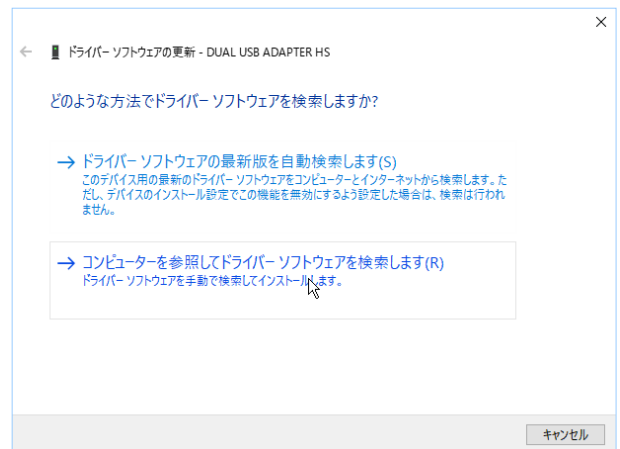 ドライバー ソフトウェアの更新 - DUAL USB ADAPTER HS
どのような方法でドライバー ソフトウェアを検索しますか?
→ ドライバー ソフトウェアの最新版を自動検索します(S)
このデバイス用の最新のドライバー ソフトウェアをコンピューターとインターネットから検索します。た
だし、デバイスのインストール設定でこの機能を無効にするよう設定した場合は、検索は行われ
ません。
→ コンピューターを参照してドライバー ソフトウェアを検索します(R)
ドライバー ソフトウェアを手動で検索してインストールします。
キャンセル